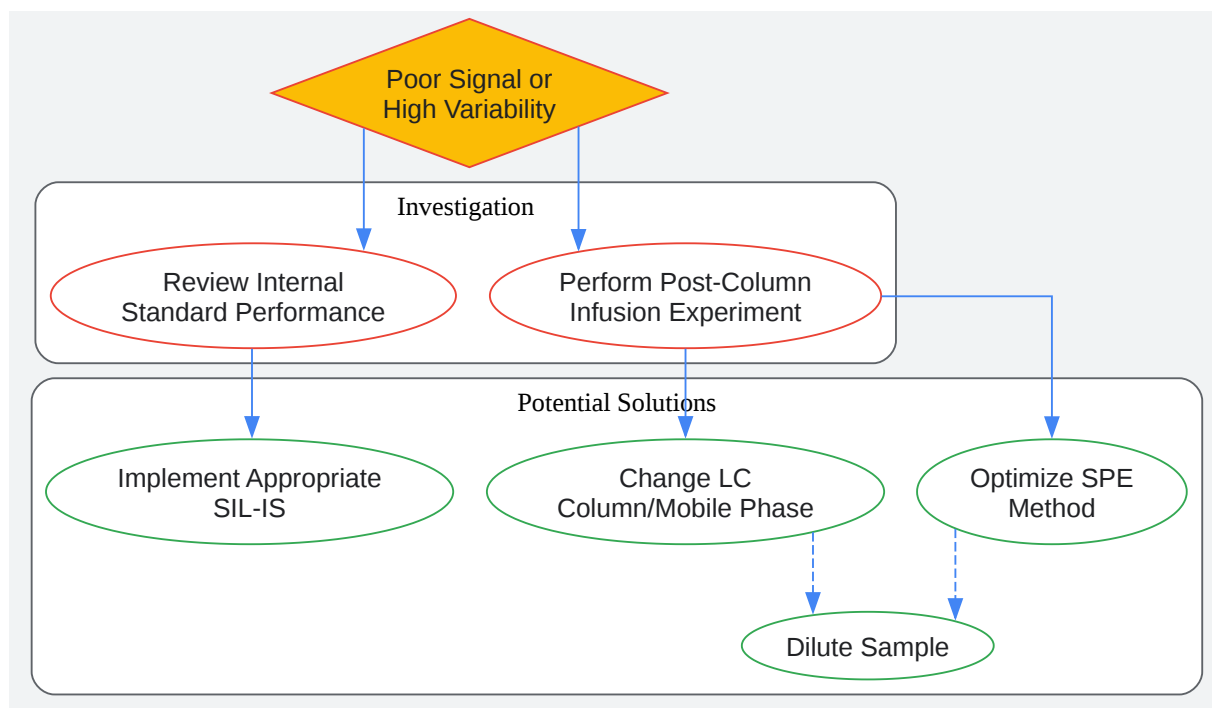 Poor Signal or
High Variability
Investigation
Review Internal
Standard Performance
Perform Post-Column
Infusion Experiment
Potential Solutions
Implement Appropriate
SIL-IS
Change LC
Column/Mobile Phase
Optimize SPE
Method
Dilute Sample